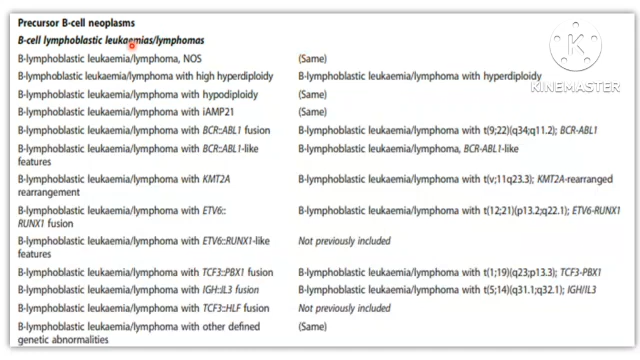 Precursor B-cell neoplasms
B-cell lymphoblastic leukaemias/lymphomas
B-lymphoblastic leukaemia/lymphoma, NOS (Same)
B-lymphoblastic leukaemia/lymphoma with high hyperdiploidy B-lymphoblastic leukaemia/lymphoma with hyperdiploidy
B-lymphoblastic leukaemia/lymphoma with hypodiploidy (Same)
B-lymphoblastic leukaemia/lymphoma with iAMP21 (Same)
B-lymphoblastic leukaemia/lymphoma with BCR::ABL1 fusion B-lymphoblastic leukaemia/lymphoma with t(9;22)(q34;q11.2); BCR-ABL1
B-lymphoblastic leukaemia/lymphoma with BCR::ABL1-like B-lymphoblastic leukaemia/lymphoma, BCR-ABL1-like
features
B-lymphoblastic leukaemia/lymphoma with KMT2A B-lymphoblastic leukaemia/lymphoma with t(v;11q23.3); KMT2A-rearranged
rearrangement
B-lymphoblastic leukaemia/lymphoma with ETV6:: B-lymphoblastic leukaemia/lymphoma with t(12;21)(p13.2;q22.1); ETV6-RUNX1
RUNX1 fusion
B-lymphoblastic leukaemia/lymphoma with ETV6::RUNX1-like Not previously included
features
B-lymphoblastic leukaemia/lymphoma with TCF3::PBX1 fusion B-lymphoblastic leukaemia/lymphoma with t(1;19)(q23;p13.3); TCF3-PBX1
B-lymphoblastic leukaemia/lymphoma with IGH::IL3 fusion B-lymphoblastic leukaemia/lymphoma with t(5;14)(q31.1;q32.1); IGH/IL3
B-lymphoblastic leukaemia/lymphoma with TCF3::HLF fusion Not previously included
B-lymphoblastic leukaemia/lymphoma with other defined (Same)
genetic abnormalities
K
KINEMASTER